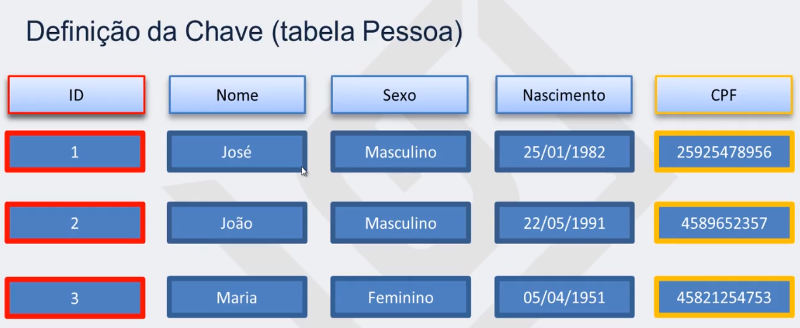 Definição da Chave (tabela Pessoa)
ID Nome Sexo Nascimento CPF
1 José Masculino 25/01/1982 25925478956
2 João Masculino 22/05/1991 4589652357
3 Maria Feminino 05/04/1951 45821254753